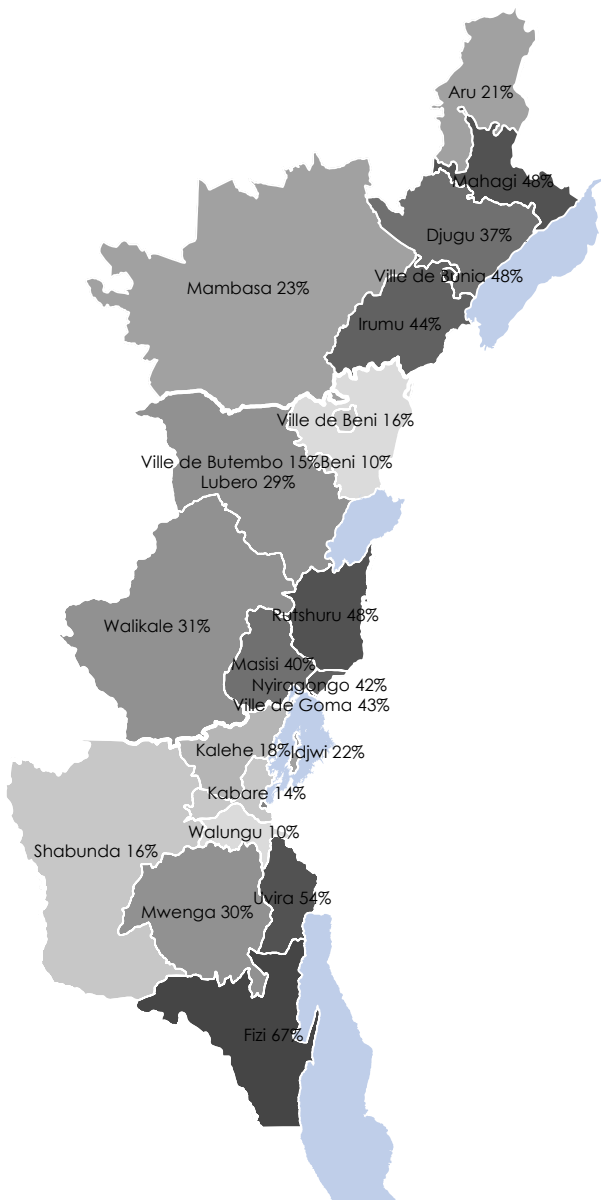 Aru 21%
Mahagi 48%
Djugu 37%
Ville de Bunia 48%
Mambasa 23%
Irumu 44%
Ville de Beni 16%
Ville de Butembo 15%
Beni 10%
Lubero 29%
Rutshuru 48%
Walikale 31%
Masisi 40%
Nyiragongo 42%
Ville de Goma 43%
Kalehe 18%
Idjwi 22%
Kabare 14%
Walungu 10%
Shabunda 16%
Uvira 54%
Mwenga 30%
Fizi 67%